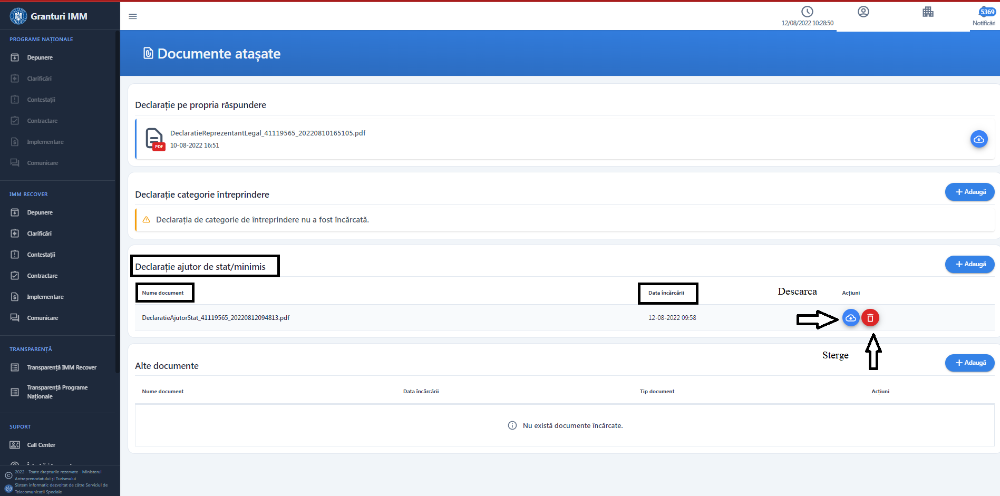 Granturi IMM
12/08/2022 10:28:50
5369
Notificări
PROGRAME NAȚIONALE
Depunere
Clarificări
Contestații
Contractare
Implementare
Comunicare
IMM RECOVER
Depunere
Clarificări
Contestații
Contractare
Implementare
Comunicare
TRANSPARENȚĂ
Transparență IMM Recover
Transparență Programe
Naționale
SUPORT
Call Center
2022 - Toate drepturile rezervate - Ministerul
Antreprenoriatului și Turismului
Sistem informatic dezvoltat de către Serviciul de
Telecomunicații Speciale
Documente atașate
Declarație pe propria răspundere
DeclaratieReprezentantLegal_41119565_20220810165105.pdf
PDF
10-08-2022 16:51
Declarație categorie întreprindere
+ Adaugă
Declarația de categorie de întreprindere nu a fost încărcată.
Declarație ajutor de stat/minimis
+ Adaugă
Nume document
Data încărcării
Descarca
Acțiuni
DeclaratieAjutorStat_41119565_20220812094813.pdf
12-08-2022 09:58
Sterge
Alte documente
+ Adaugă
Nume document
Data încărcării
Tip document
Acțiuni
Nu există documente încărcate.